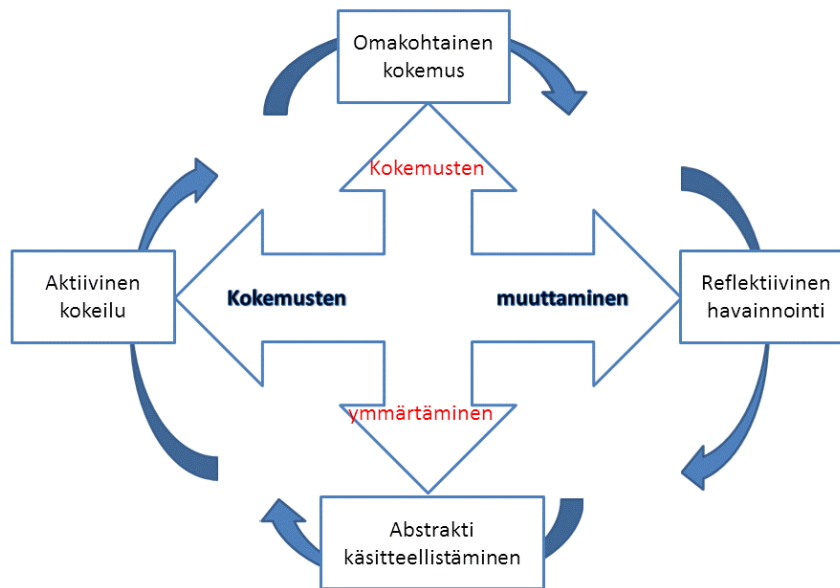 Omakohtainen
kokemus
Kokemusten
Aktiivinen
kokeilu
Kokemusten
muuttaminen
Reflektiivinen
havainnointi
ymmärtäminen
Abstrakti
käsitteellistäminen